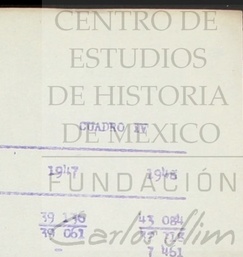 CENTRO DE
ESTUDIOS
DE HISTORIA
DE MEXICO
CUADRO IV
1947 1948
FUNDACIÓN
39 136 43 084
39 061
Carlos Slim
7 461